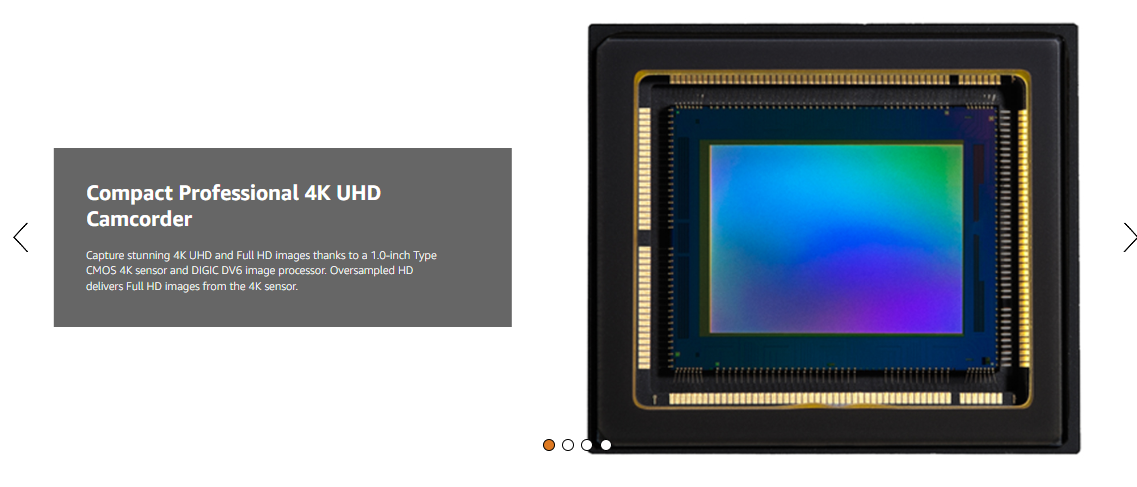 Compact Professional 4K UHD
Camcorder
Capture stunning 4K UHD and Full HD images thanks to a 1.0-inch Type
CMOS 4K sensor and DIGIC DV6 image processor. Oversampled HD
delivers Full HD images from the 4K sensor.